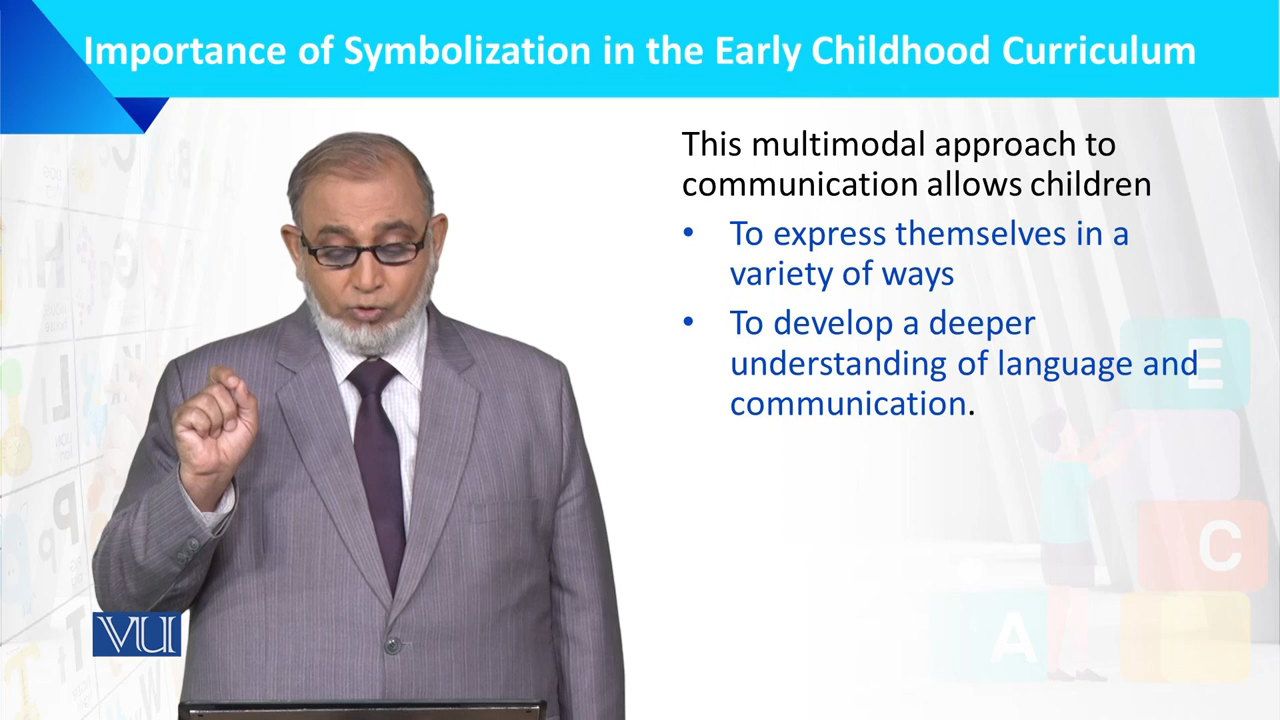 Importance of Symbolization in the Early Childhood Curriculum
This multimodal approach to
communication allows children
• To express themselves in a
variety of ways
• To develop a deeper
understanding of language and
communication.
VU
E
C
A